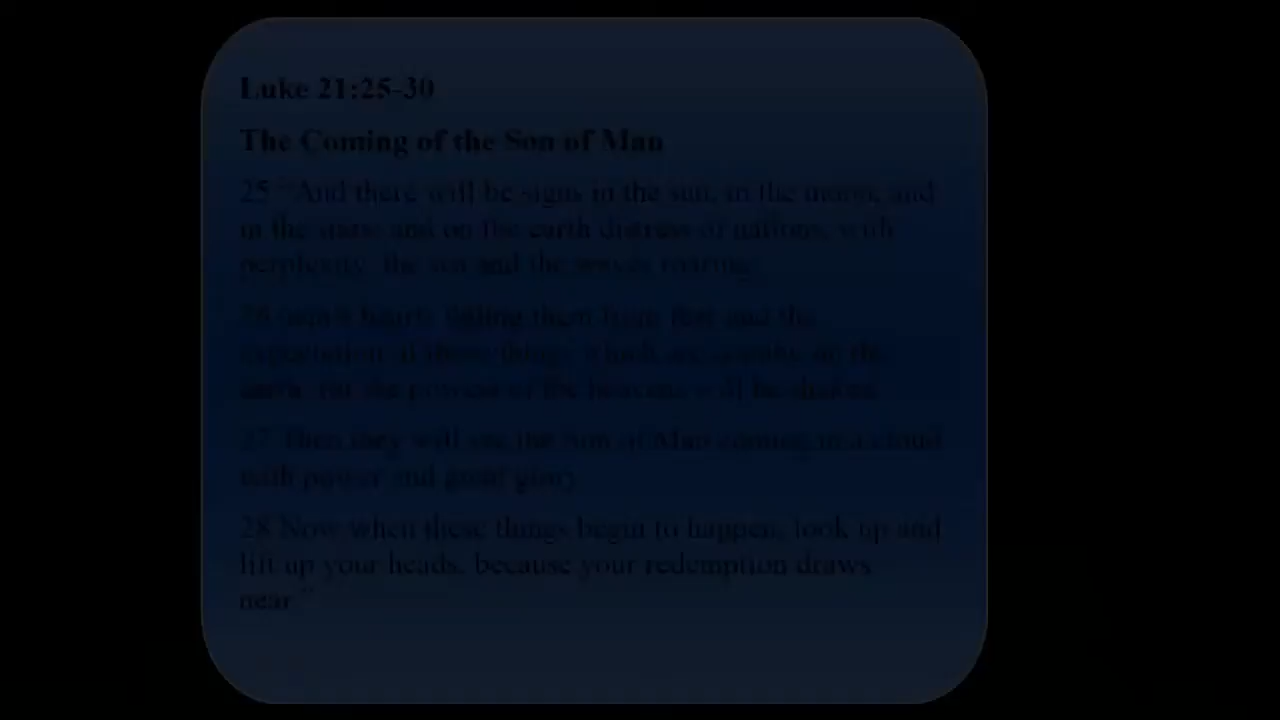 Luke 21:25-30
The Coming of the Son of Man
25 “And there will be signs in the sun, in the moon, and
in the stars; and on the earth distress of nations, with
perplexity, the sea and the waves roaring;
26 men’s hearts failing them from fear and the
expectation of those things which are coming on the
earth, for the powers of the heavens will be shaken.
27 Then they will see the Son of Man coming in a cloud
with power and great glory.
28 Now when these things begin to happen, look up and
lift up your heads, because your redemption draws
near.”